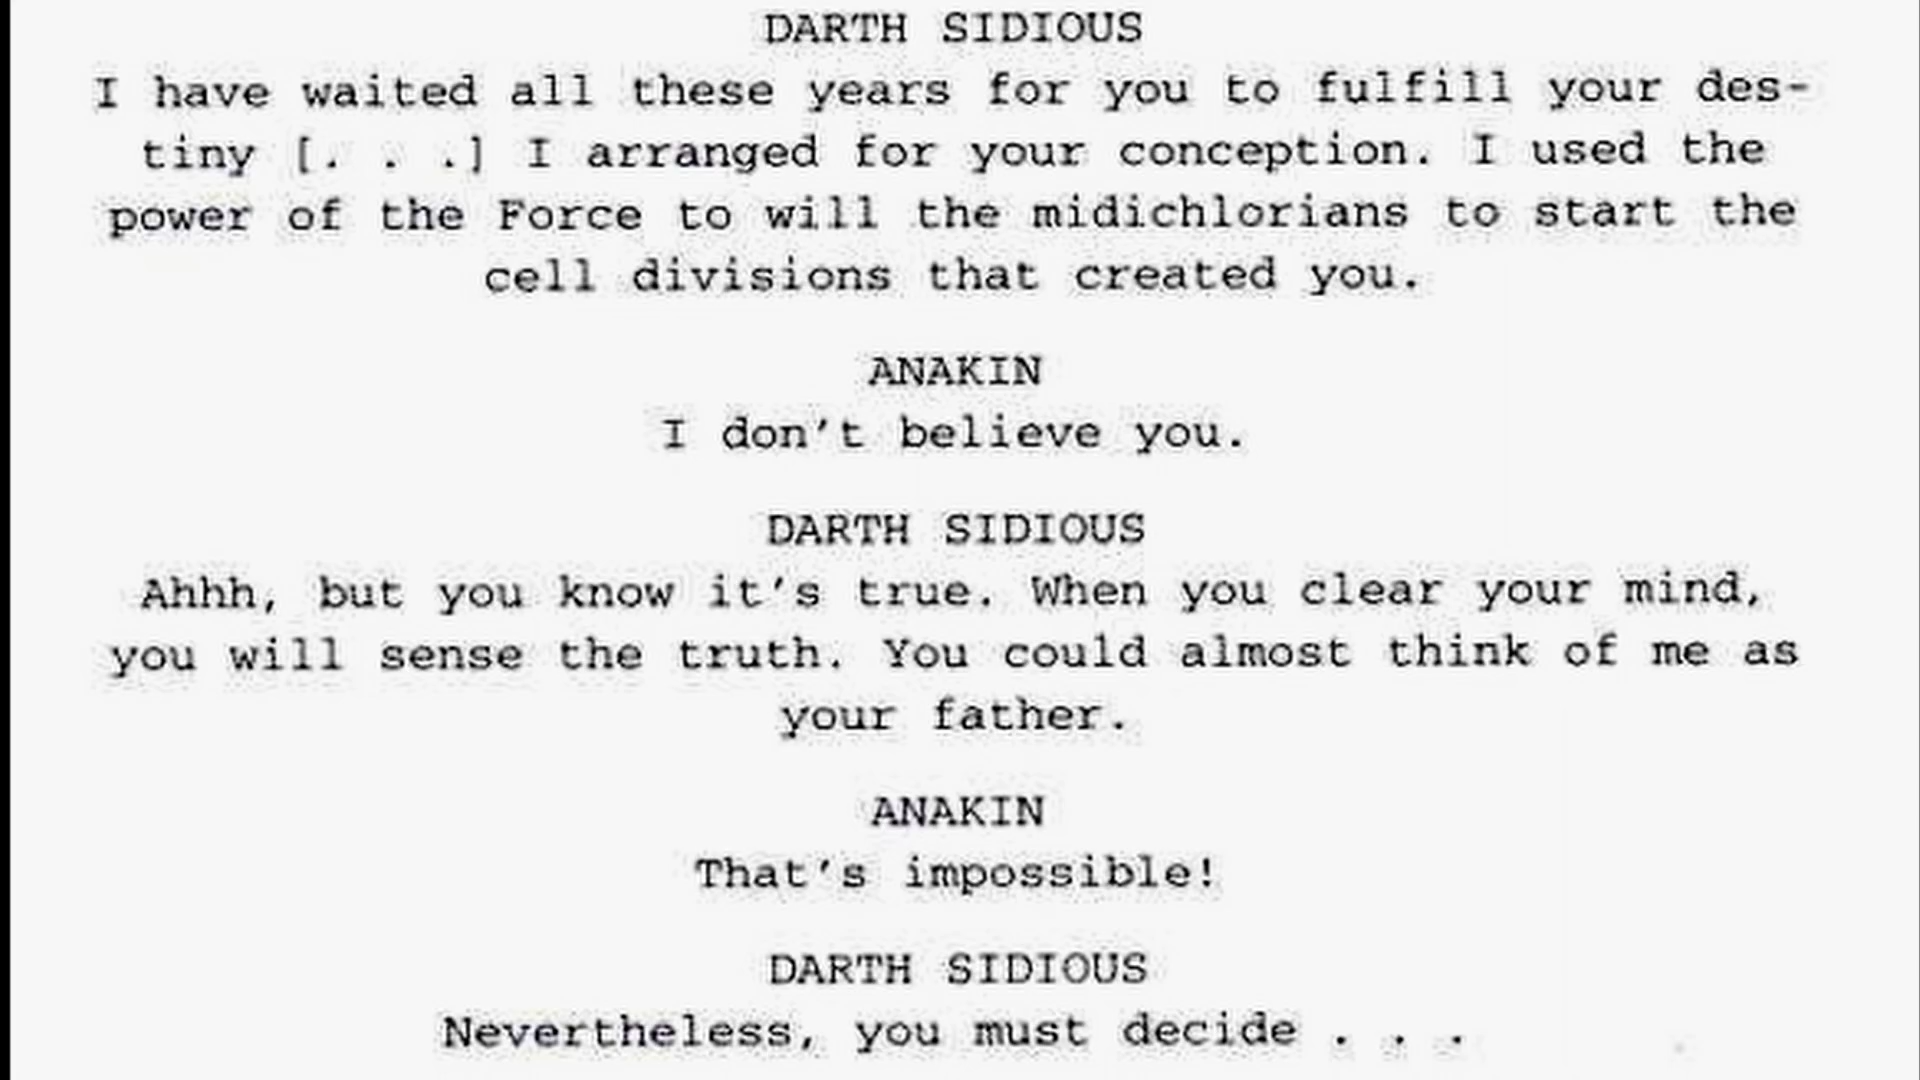 DARTH SIDIOUS
I have waited all these years for you to fulfill your des-
tiny [. . .] I arranged for your conception. I used the
power of the Force to will the midichlorians to start the
cell divisions that created you.
ANAKIN
I don't believe you.
DARTH SIDIOUS
Ahhh, but you know it's true. When you clear your mind,
you will sense the truth. You could almost think of me as
your father.
ANAKIN
That's impossible!
DARTH SIDIOUS
Nevertheless, you must decide . . .